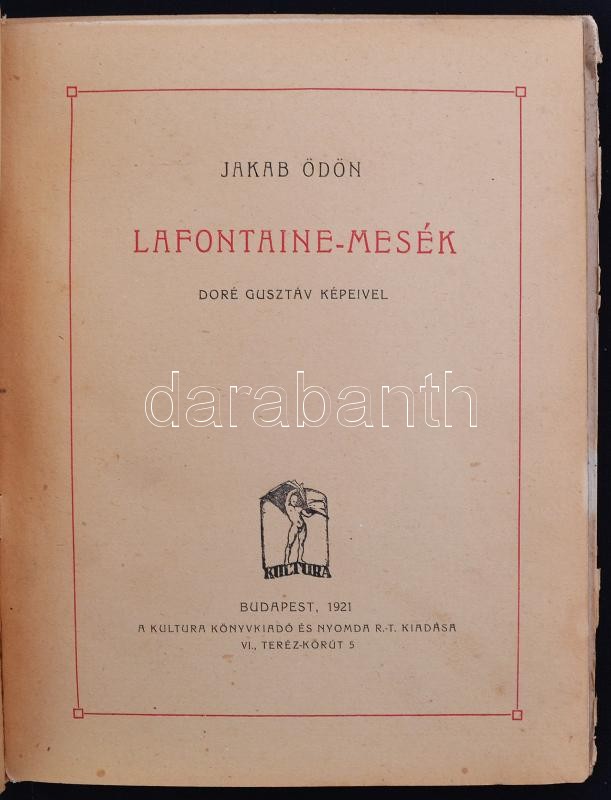 JAKAB ÖDÖN
LAFONTAINE-MESÉK
DORÉ GUSZTÁV KÉPEIVEL
darabanth
KULTURA
BUDAPEST, 1921
A KULTURA KÖNYVKIADÓ ÉS NYOMDA R.-T. KIADÁSA
VI., TERÉZ-KÖRÚT 5